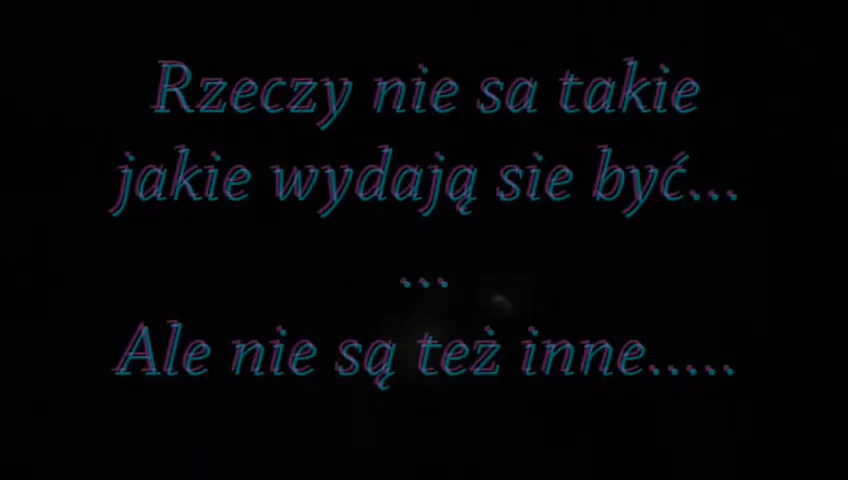 Rzeczy nie sa takie
jakie wydają sie być...
...
Ale nie są też inne.....